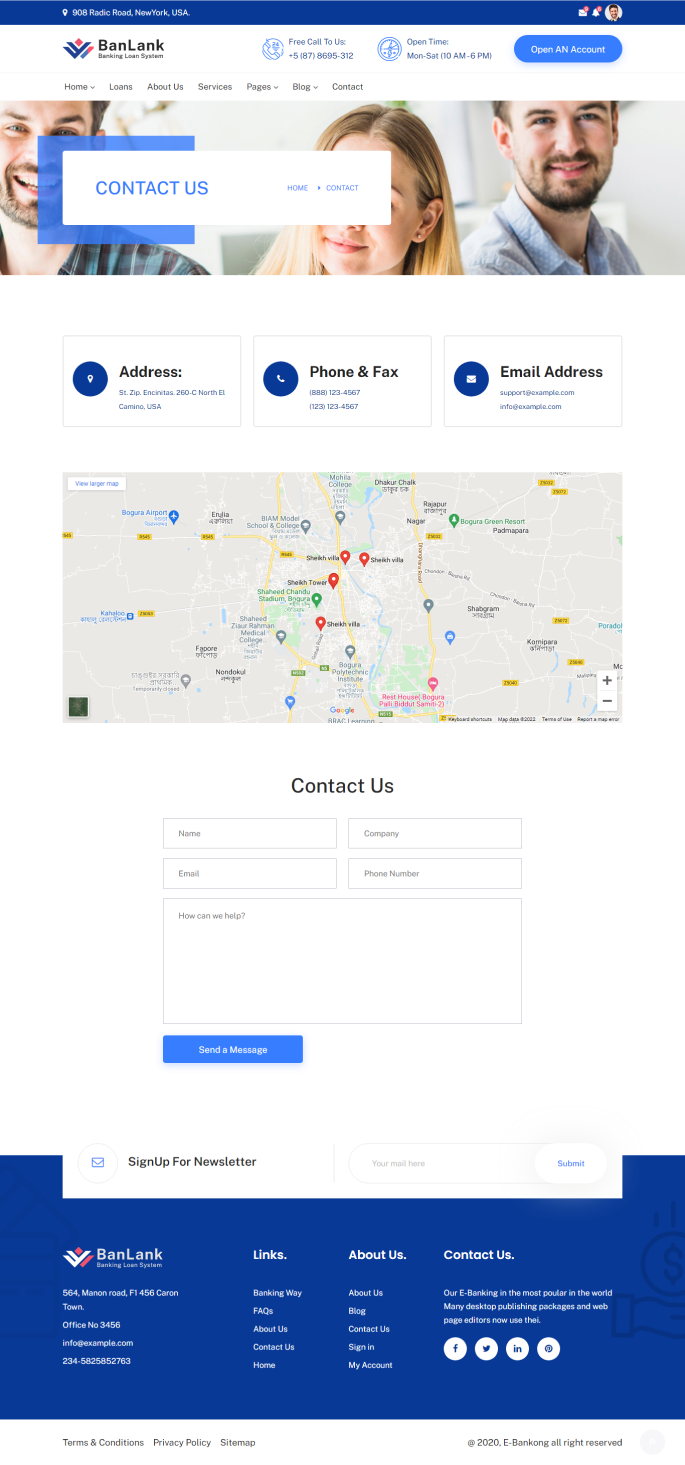 908 Radic Road, NewYork, USA.
BanLank
Banking Loan System
Free Call To Us:
+5 (87) 8695-312
Open Time:
Mon-Sat (10 AM - 6 PM)
Open AN Account
Home
Loans
About Us
Services
Pages
Blog
Contact
CONTACT US
HOME
CONTACT
Address:
St. Zip. Encinitas. 260-C North El
Camino, USA
Phone & Fax
(888) 123-4567
(123) 123-4567
Email Address
support@example.com
info@example.com
View larger map
Mohila
College
Dhakur Chalk
Bogura Airport
Erulia
BIAM Model
School & College
Rajapur
Nagar
Bogura Green Resort
Padmapara
Sheikh villa
Sheikh villa
Sheikh Tower
Shaheed Chandu
Stadium, Bogura
Sheikh villa
Kahaloo
Shaheed
Ziaur Rahman
Medical
College
Shabgram
Fapore
Nondokul
Kornipara
Bogura
Polytechnic
Institute
Temporarily closed
Rest House( Bogura
Palli Biddut Samiti-2)
BRAC Learning
Google
Keyboard shortcuts
Map data ©2022
Terms of Use
Report a map error
Contact Us
Name
Company
Email
Phone Number
How can we help?
Send a Message
SignUp For Newsletter
Your mail here
Submit
BanLank
Banking Loan System
564, Manon road, F1 456 Caron
Town.
Office No 3456
info@example.com
234-5825852763
Links.
Banking Way
FAQs
About Us
Contact Us
Home
About Us.
About Us
Blog
Contact Us
Sign in
My Account
Contact Us.
Our E-Banking in the most poular in the world
Many desktop publishing packages and web
page editors now use thei.
Terms & Conditions
Privacy Policy
Sitemap
@ 2020, E-Bankong all right reserved